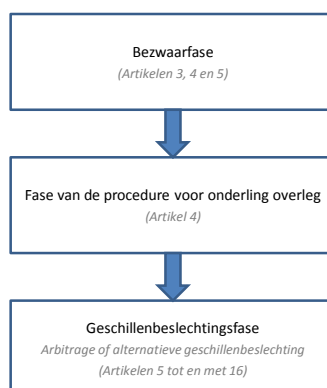 Bezwaarfase
(Artikelen 3, 4 en 5)
Fase van de procedure voor onderling overleg
(Artikel 4)
Geschillenbeslechtingsfase
Arbitrage of alternatieve geschillenbeslechting
(Artikelen 5 tot en met 16)